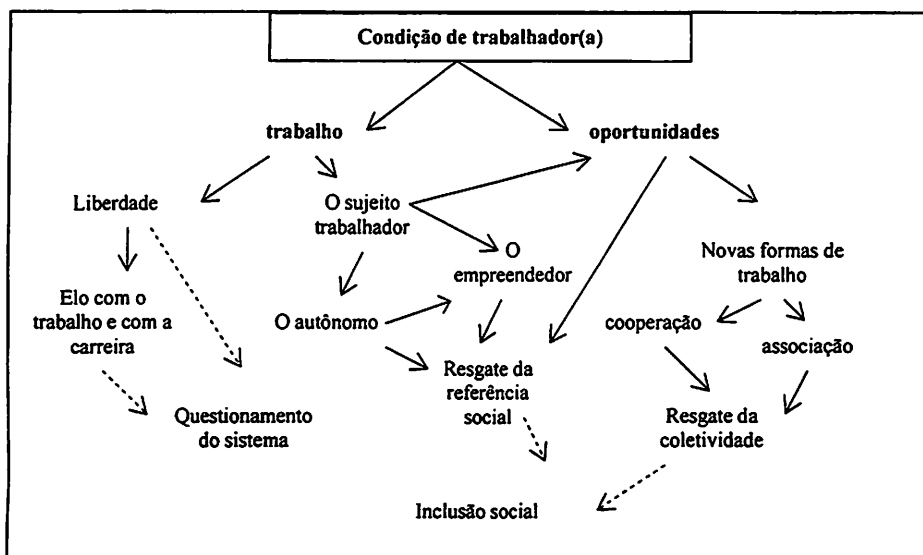 Condição de trabalhador(a)
trabalho
oportunidades
Liberdade
O sujeito
trabalhador
O
empreendedor
Novas formas de
trabalho
Elo com o
trabalho e com a
carreira
O autônomo
cooperação
associação
Resgate da
referência
social
Questionamento
do sistema
Resgate da
coletividade
Inclusão social